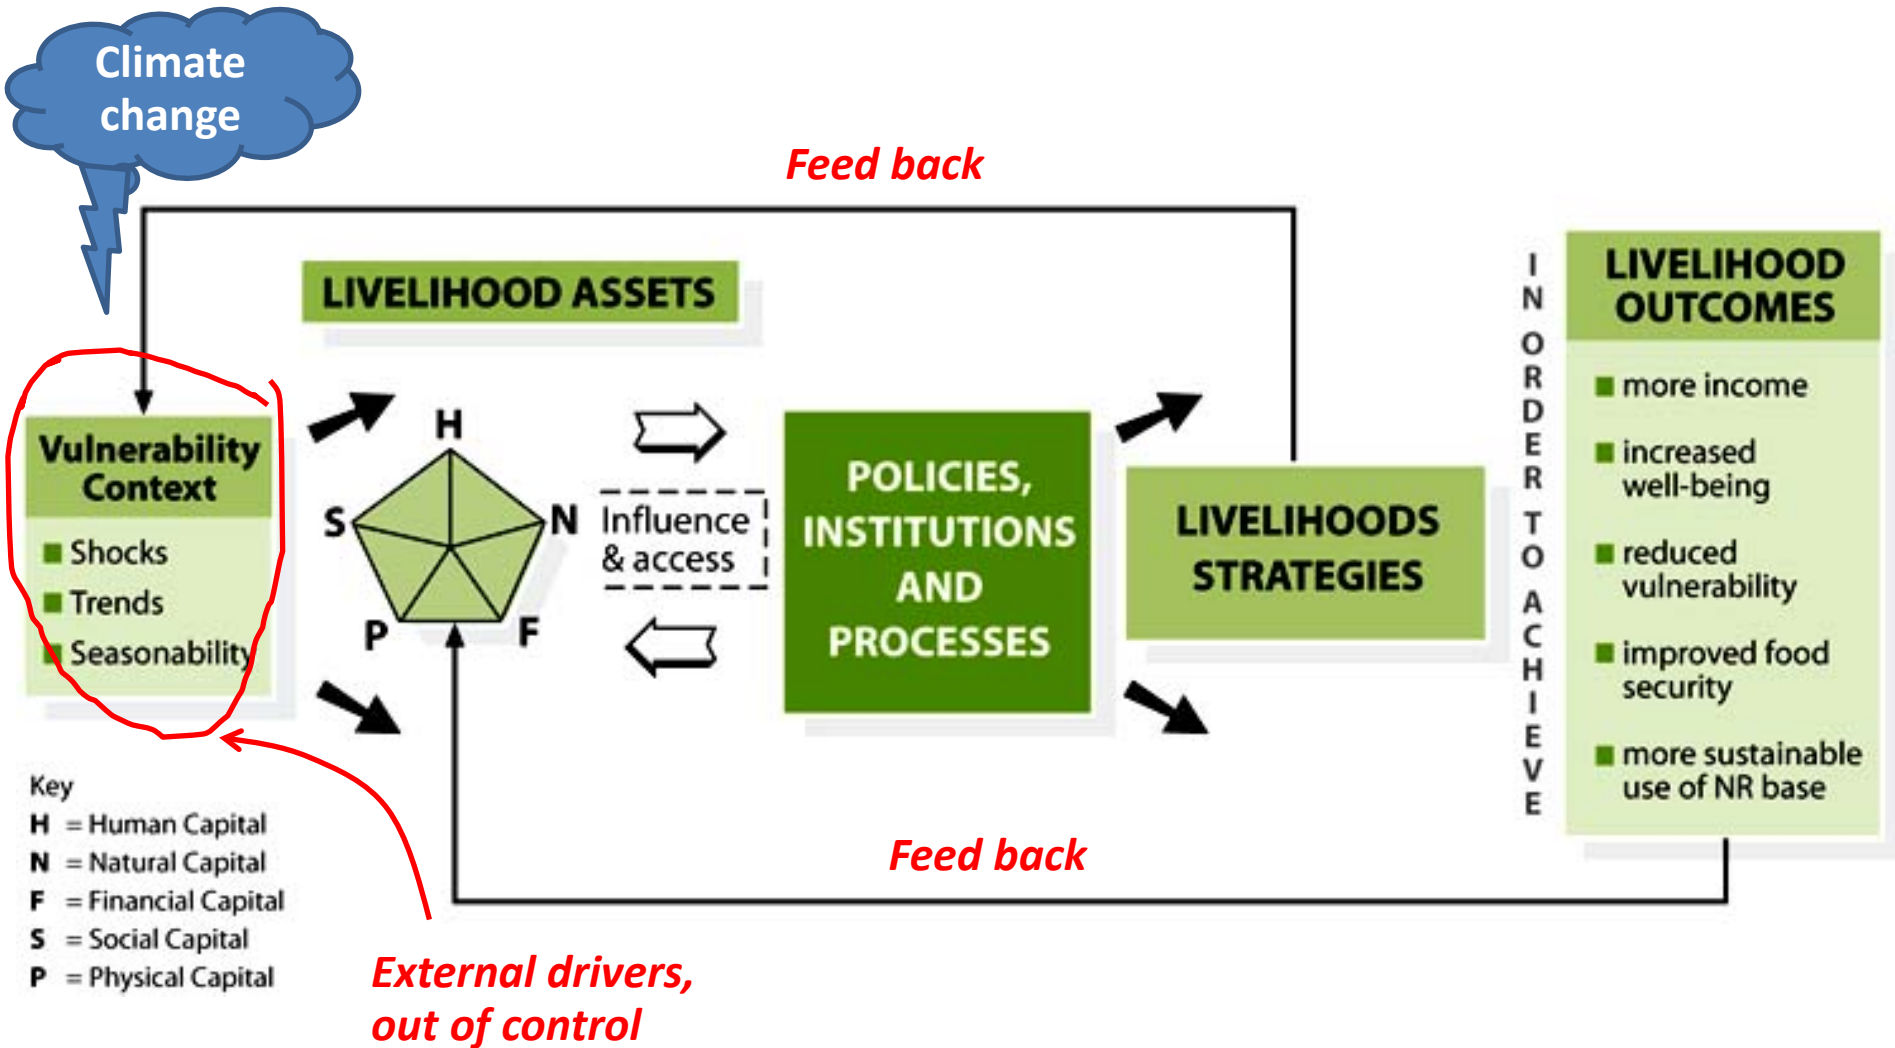 Climate
change
Feed back
LIVELIHOOD ASSETS
Vulnerability
Context
Shocks
Trends
Seasonability
H
S
N
P
F
Influence
& access
POLICIES,
INSTITUTIONS
AND
PROCESSES
LIVELIHOODS
STRATEGIES
IN ORDER TO ACHIEVE
LIVELIHOOD
OUTCOMES
more income
increased
well-being
reduced
vulnerability
improved food
security
more sustainable
use of NR base
Key
H = Human Capital
N = Natural Capital
F = Financial Capital
S = Social Capital
P = Physical Capital
Feed back
External drivers,
out of control